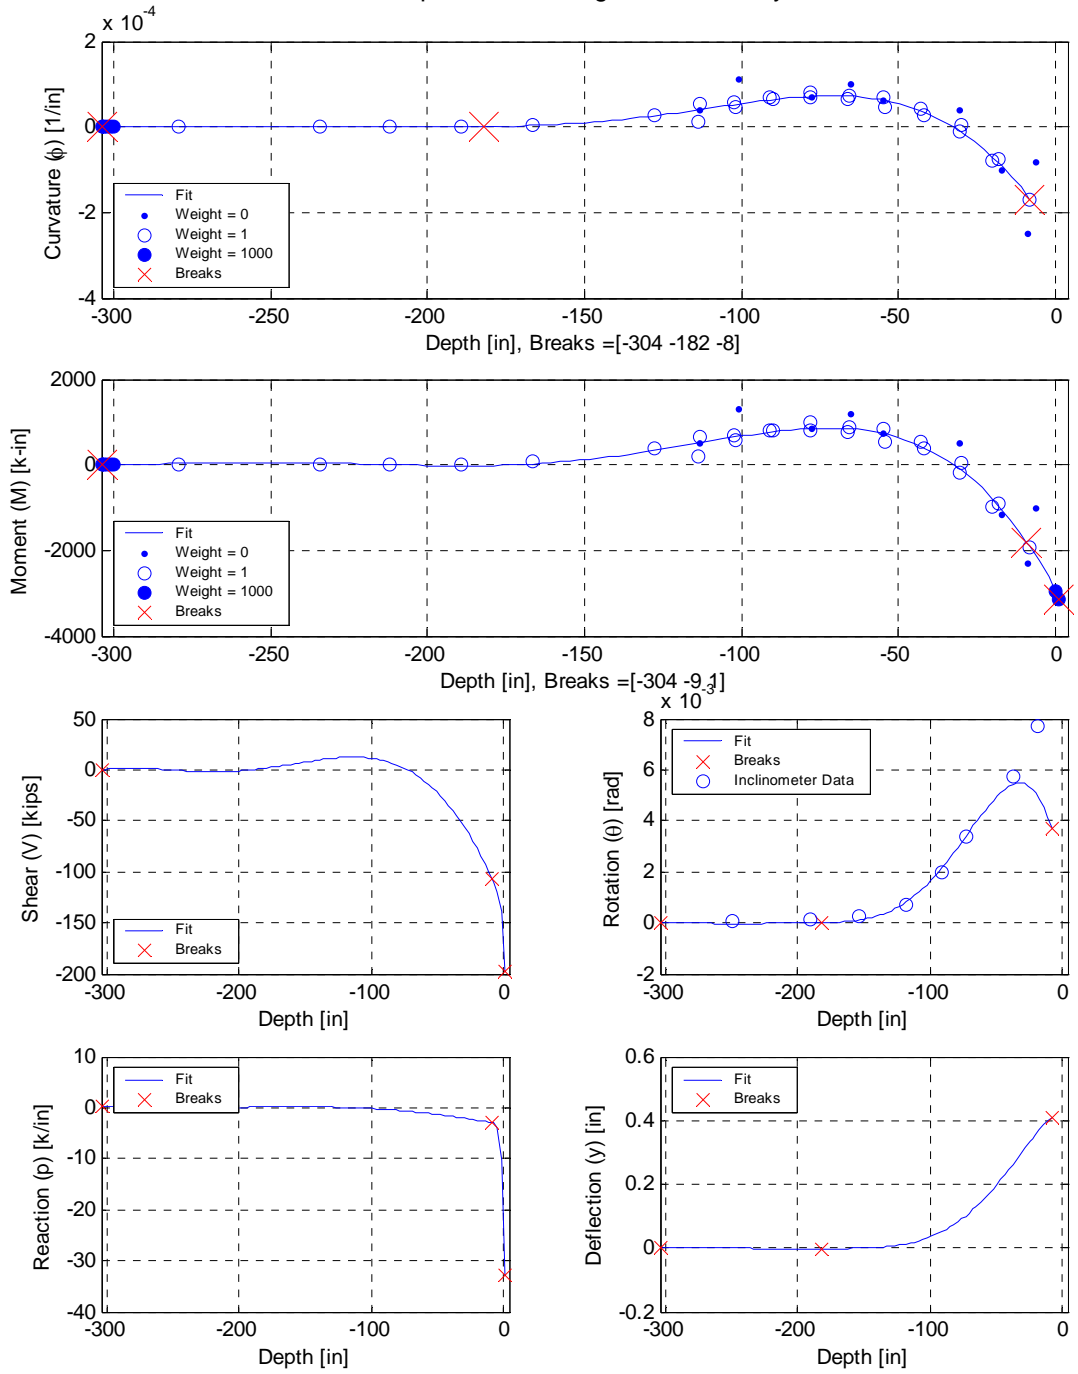 x 10^-4
2
0
-2
-4
Curvature (ϕ) [1/in]
Fit
Weight = 0
Weight = 1
Weight = 1000
Breaks
-300 -250 -200 -150 -100 -50 0
Depth [in], Breaks =[-304 -182 -8]
2000
0
-2000
-4000
Moment (M) [k-in]
Fit
Weight = 0
Weight = 1
Weight = 1000
Breaks
-300 -250 -200 -150 -100 -50 0
Depth [in], Breaks =[-304 -9 1]
50
0
-50
-100
-150
-200
Shear (V) [kips]
Fit
Breaks
-300 -200 -100 0
Depth [in]
x 10^-3
8
6
4
2
0
-2
Rotation (θ) [rad]
Fit
Breaks
Inclinometer Data
-300 -200 -100 0
Depth [in]
10
0
-10
-20
-30
-40
Reaction (p) [k/in]
Fit
Breaks
-300 -200 -100 0
Depth [in]
0.6
0.4
0.2
0
-0.2
Deflection (y) [in]
Fit
Breaks
-300 -200 -100 0
Depth [in]